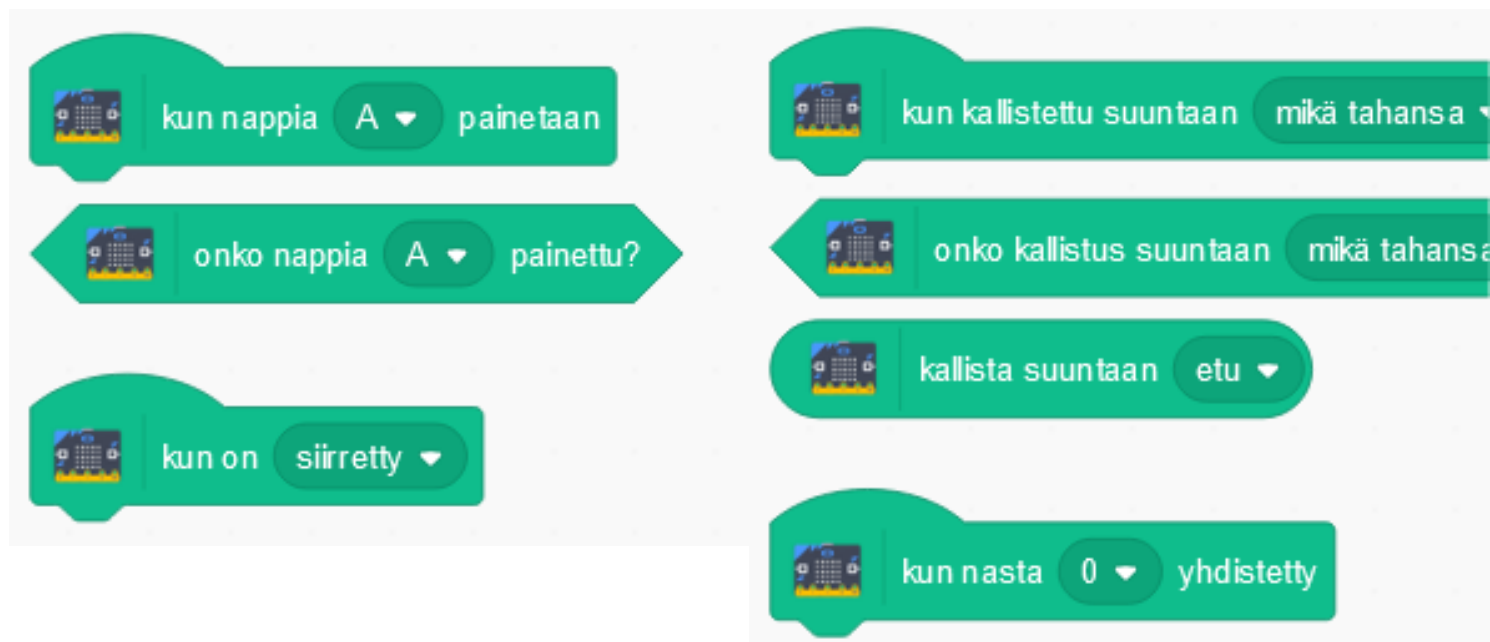 kun nappia A painetaan
onko nappia A painettu?
kun on siirretty
kun kallistettu suuntaan mikä tahansa
onko kallistus suuntaan mikä tahansa
kallista suuntaan etu
kun nasta 0 yhdistetty